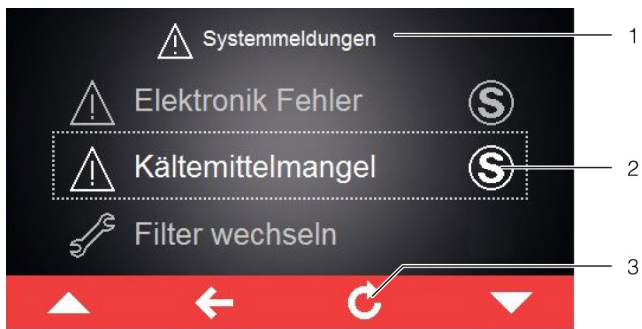 Systemmeldungen 1
Elektronik Fehler S
Kältemittelmangel S 2
Filter wechseln
3